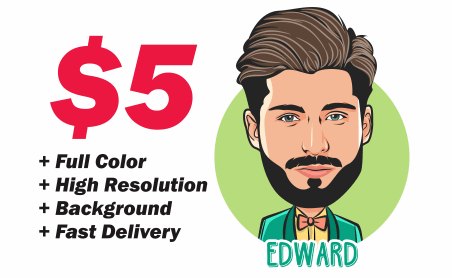 $5
+ Full Color
+ High Resolution
+ Background
+ Fast Delivery
EDWARD